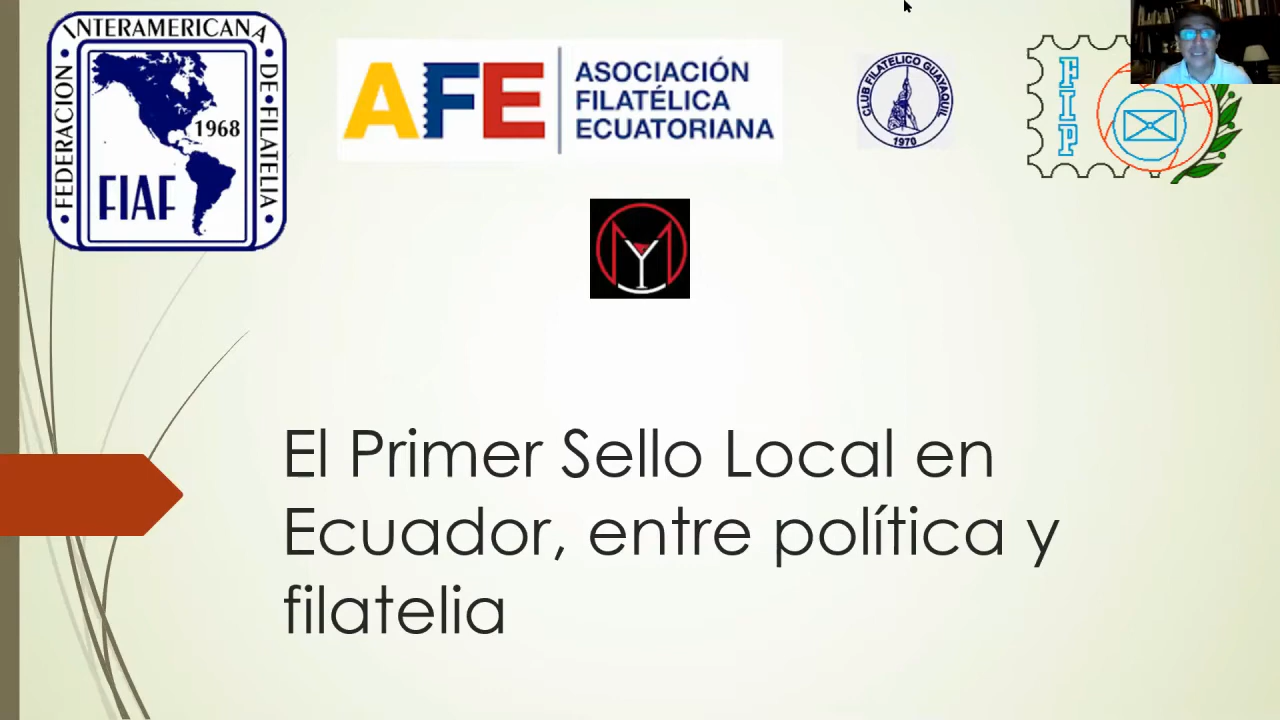 FEDERACION INTERAMERICANA DE FILATELIA
1968
FIAF
AFE
ASOCIACIÓN
FILATÉLICA
ECUATORIANA
CLUB FILATELICO GUAYAQUIL
1970
FIP
MY
El Primer Sello Local en
Ecuador, entre política y
filatelia